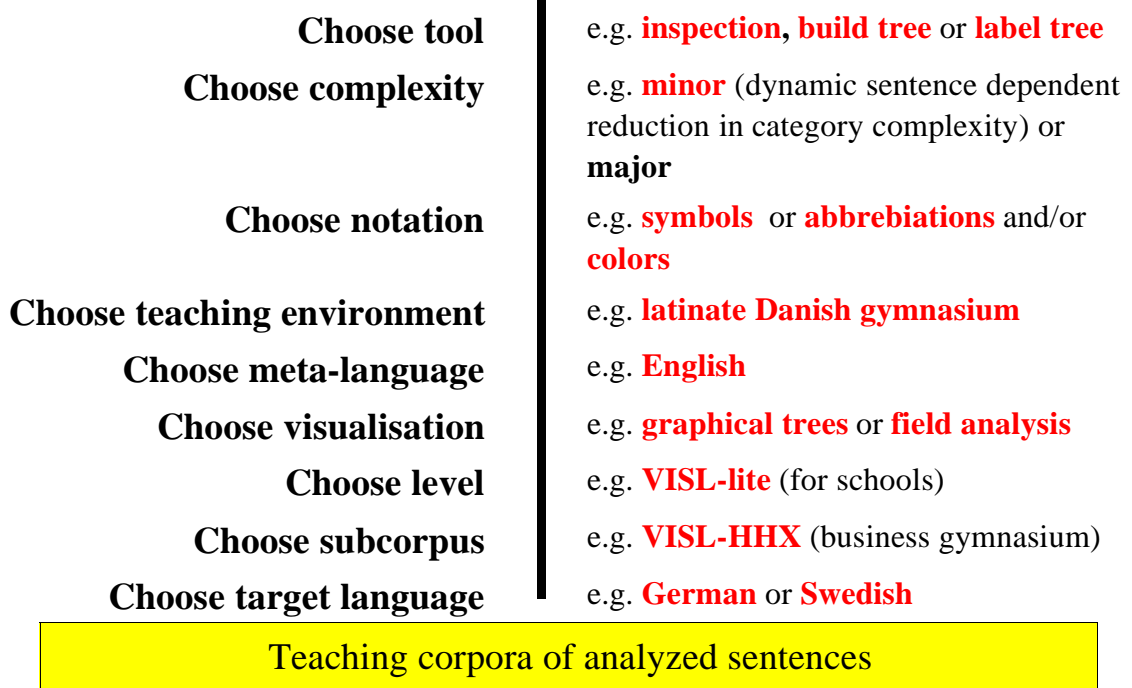 Choose tool e.g. inspection, build tree or label tree
Choose complexity e.g. minor (dynamic sentence dependent
reduction in category complexity) or
major
Choose notation e.g. symbols or abbrebiations and/or
colors
Choose teaching environment e.g. latinate Danish gymnasium
Choose meta-language e.g. English
Choose visualisation e.g. graphical trees or field analysis
Choose level e.g. VISL-lite (for schools)
Choose subcorpus e.g. VISL-HHX (business gymnasium)
Choose target language e.g. German or Swedish
Teaching corpora of analyzed sentences